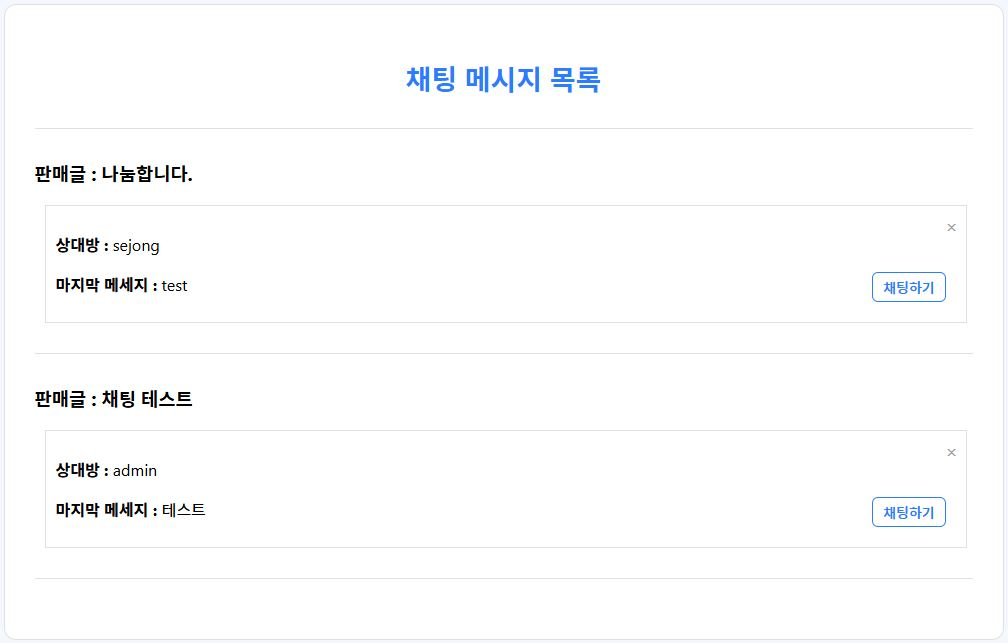 채팅 메시지 목록
판매글 : 나눔합니다.
×
상대방 : sejong
마지막 메세지 : test
채팅하기
판매글 : 채팅 테스트
×
상대방 : admin
마지막 메세지 : 테스트
채팅하기